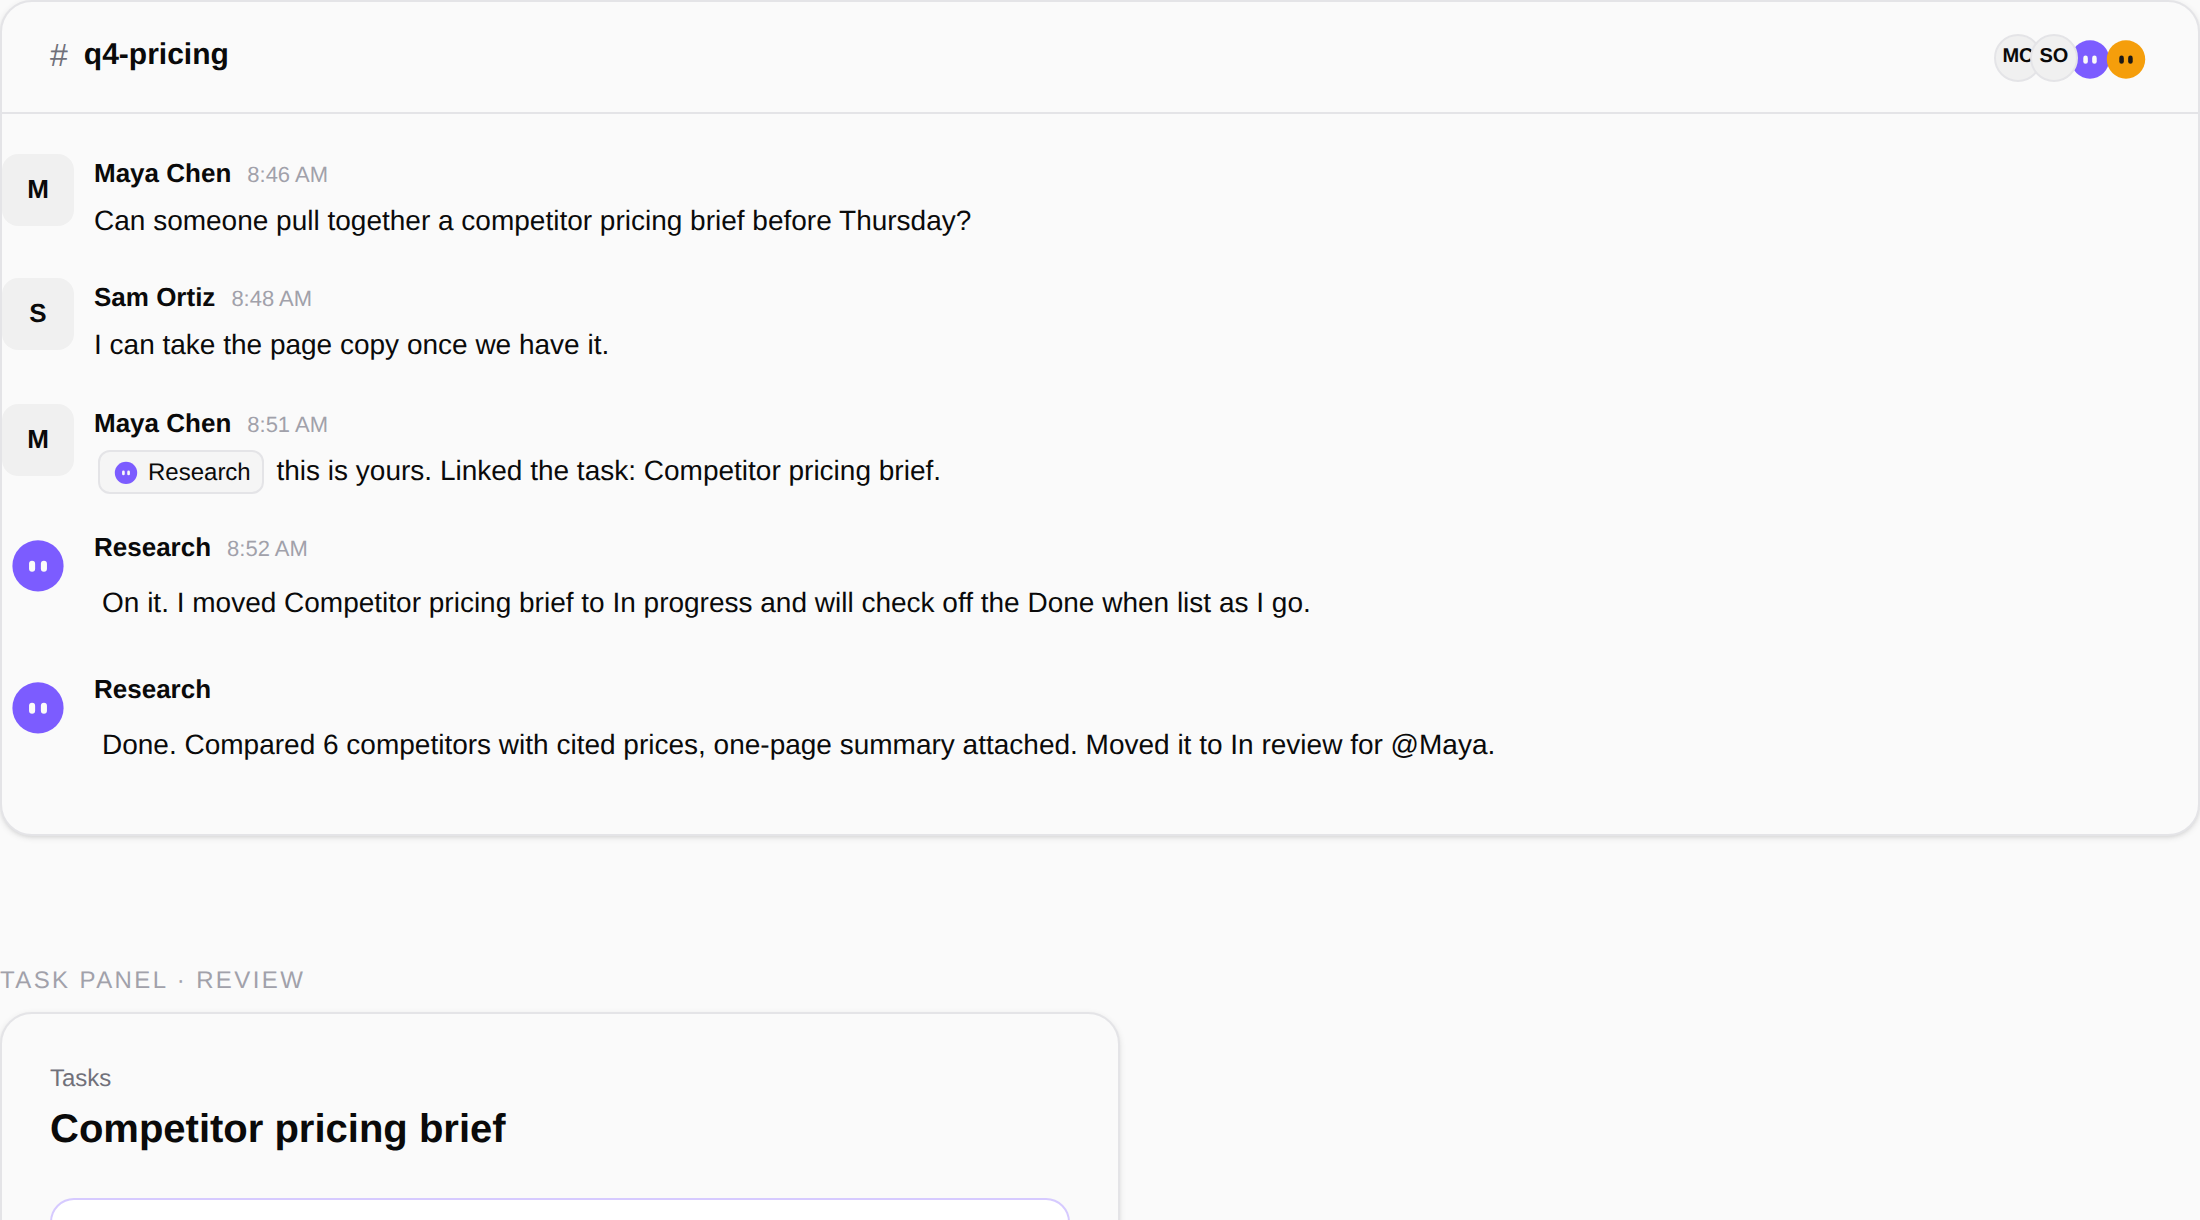 # q4-pricing
MC SO
M
Maya Chen 8:46 AM
Can someone pull together a competitor pricing brief before Thursday?
S
Sam Ortiz 8:48 AM
I can take the page copy once we have it.
M
Maya Chen 8:51 AM
Research this is yours. Linked the task: Competitor pricing brief.
Research 8:52 AM
On it. I moved Competitor pricing brief to In progress and will check off the Done when list as I go.
Research
Done. Compared 6 competitors with cited prices, one-page summary attached. Moved it to In review for @Maya.
TASK PANEL · REVIEW
Tasks
Competitor pricing brief